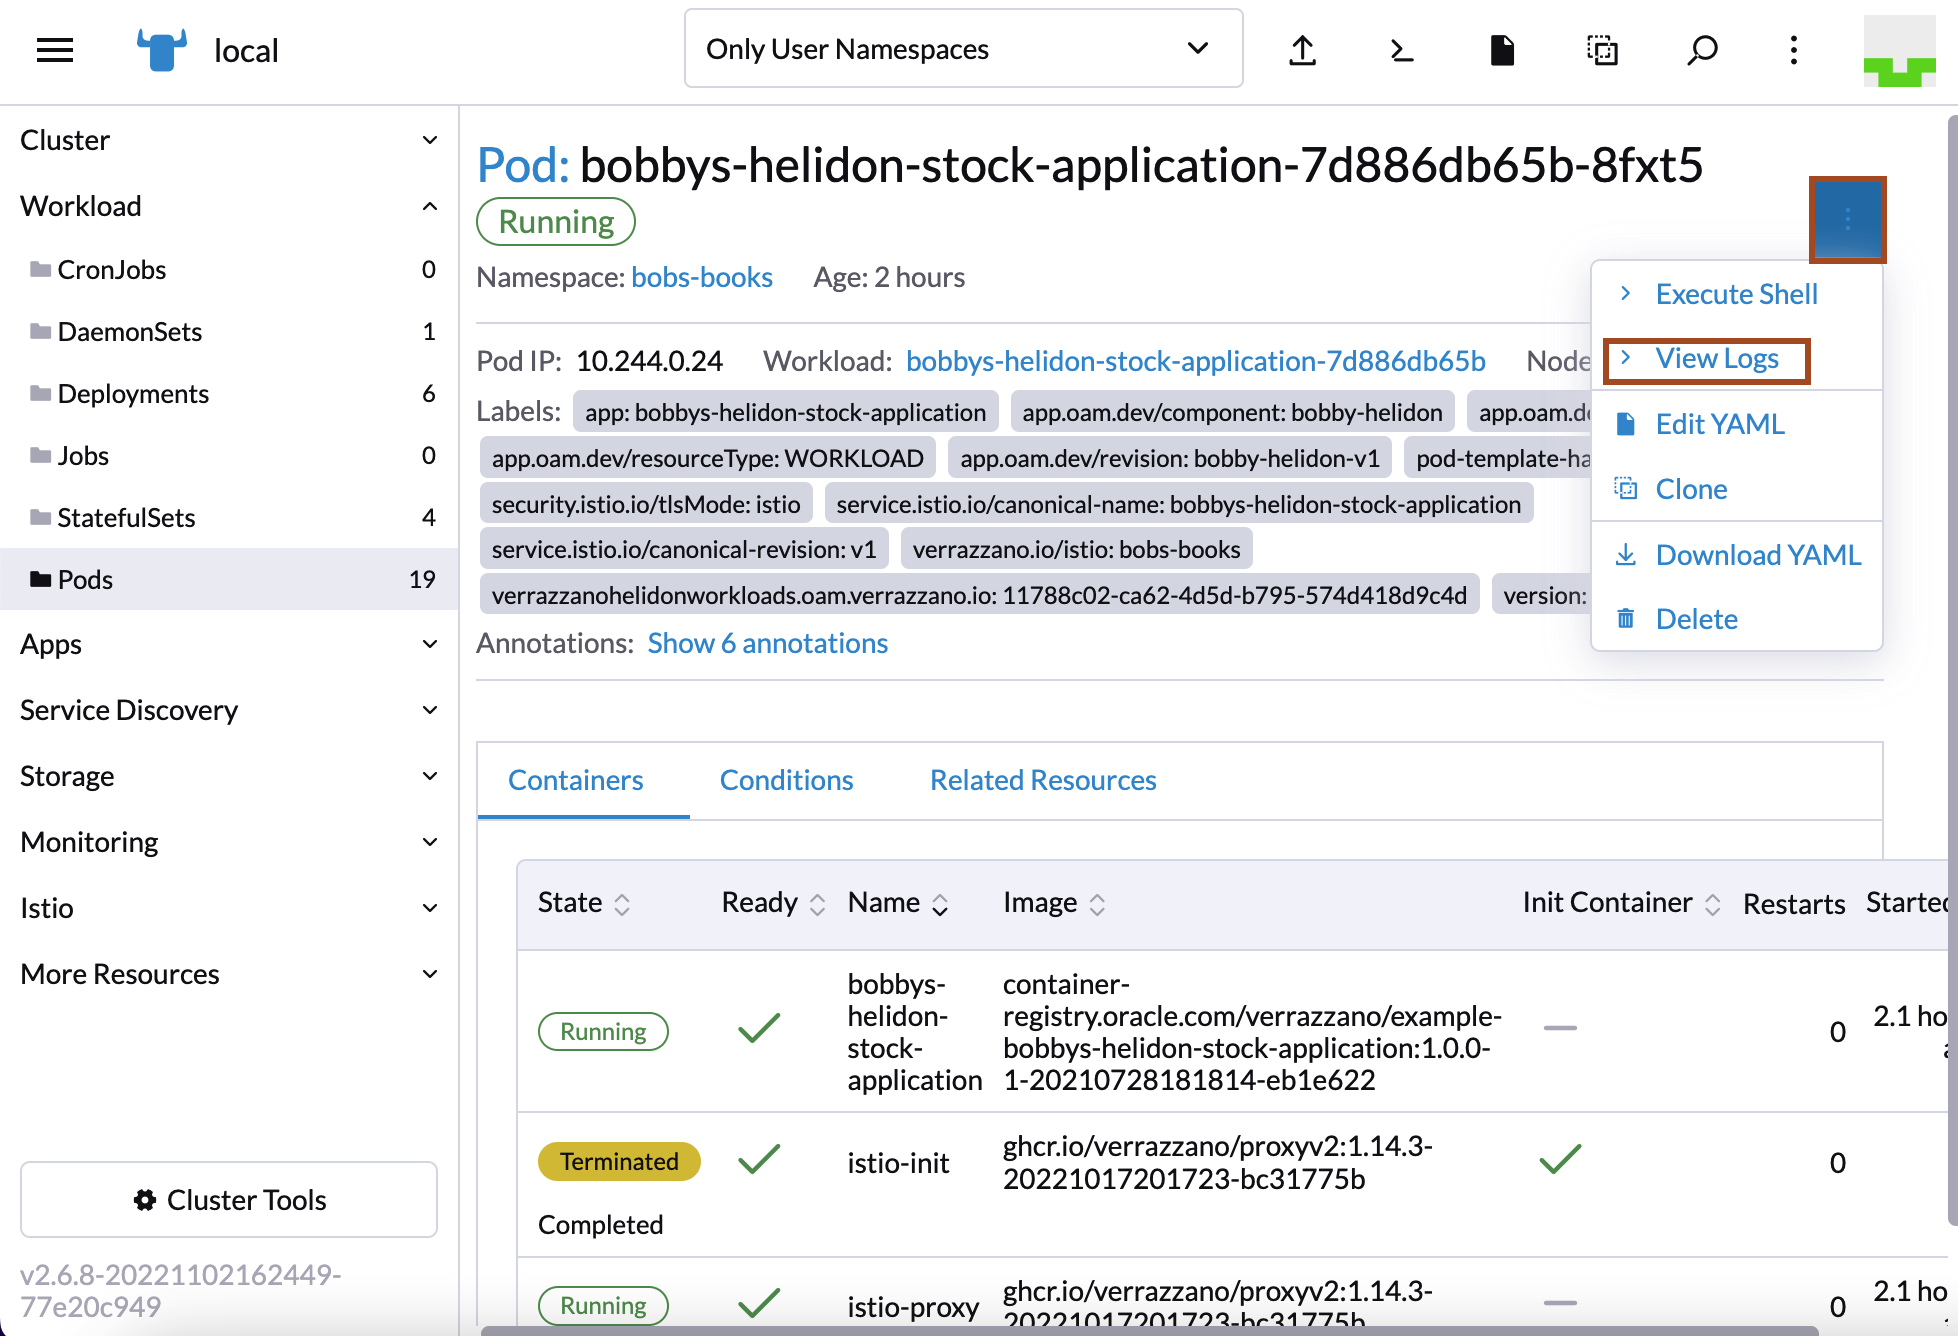 local
Only User Namespaces
Cluster
Workload
CronJobs 0
DaemonSets 1
Deployments 6
Jobs 0
StatefulSets 4
Pods 19
Apps
Service Discovery
Storage
Monitoring
Istio
More Resources
Cluster Tools
v2.6.8-20221102162449-
77e20c949
Pod: bobbys-helidon-stock-application-7d886db65b-8fxt5
Running
Namespace: bobs-books Age: 2 hours
Pod IP: 10.244.0.24 Workload: bobbys-helidon-stock-application-7d886db65b Node
Labels: app: bobbys-helidon-stock-application app.oam.dev/component: bobby-helidon app.oam.de
app.oam.dev/resourceType: WORKLOAD app.oam.dev/revision: bobby-helidon-v1 pod-template-ha
security.istio.io/tlsMode: istio service.istio.io/canonical-name: bobbys-helidon-stock-application
service.istio.io/canonical-revision: v1 verrazzano.io/istio: bobs-books
verrazzanohelidonworkloads.oam.verrazzano.io: 11788c02-ca62-4d5d-b795-574d418d9c4d version:
Annotations: Show 6 annotations
Execute Shell
View Logs
Edit YAML
Clone
Download YAML
Delete
Containers Conditions Related Resources
State Ready Name Image Init Container Restarts Started
Running
bobbys-
helidon-
stock-
application
container-
registry.oracle.com/verrazzano/example-
bobbys-helidon-stock-application:1.0.0-
1-20210728181814-eb1e622
0
2.1 ho
Terminated
istio-init
ghcr.io/verrazzano/proxyv2:1.14.3-
20221017201723-bc31775b
0
Completed
Running
istio-proxy
ghcr.io/verrazzano/proxyv2:1.14.3-
20221017201723-bc31775b
0
2.1 ho